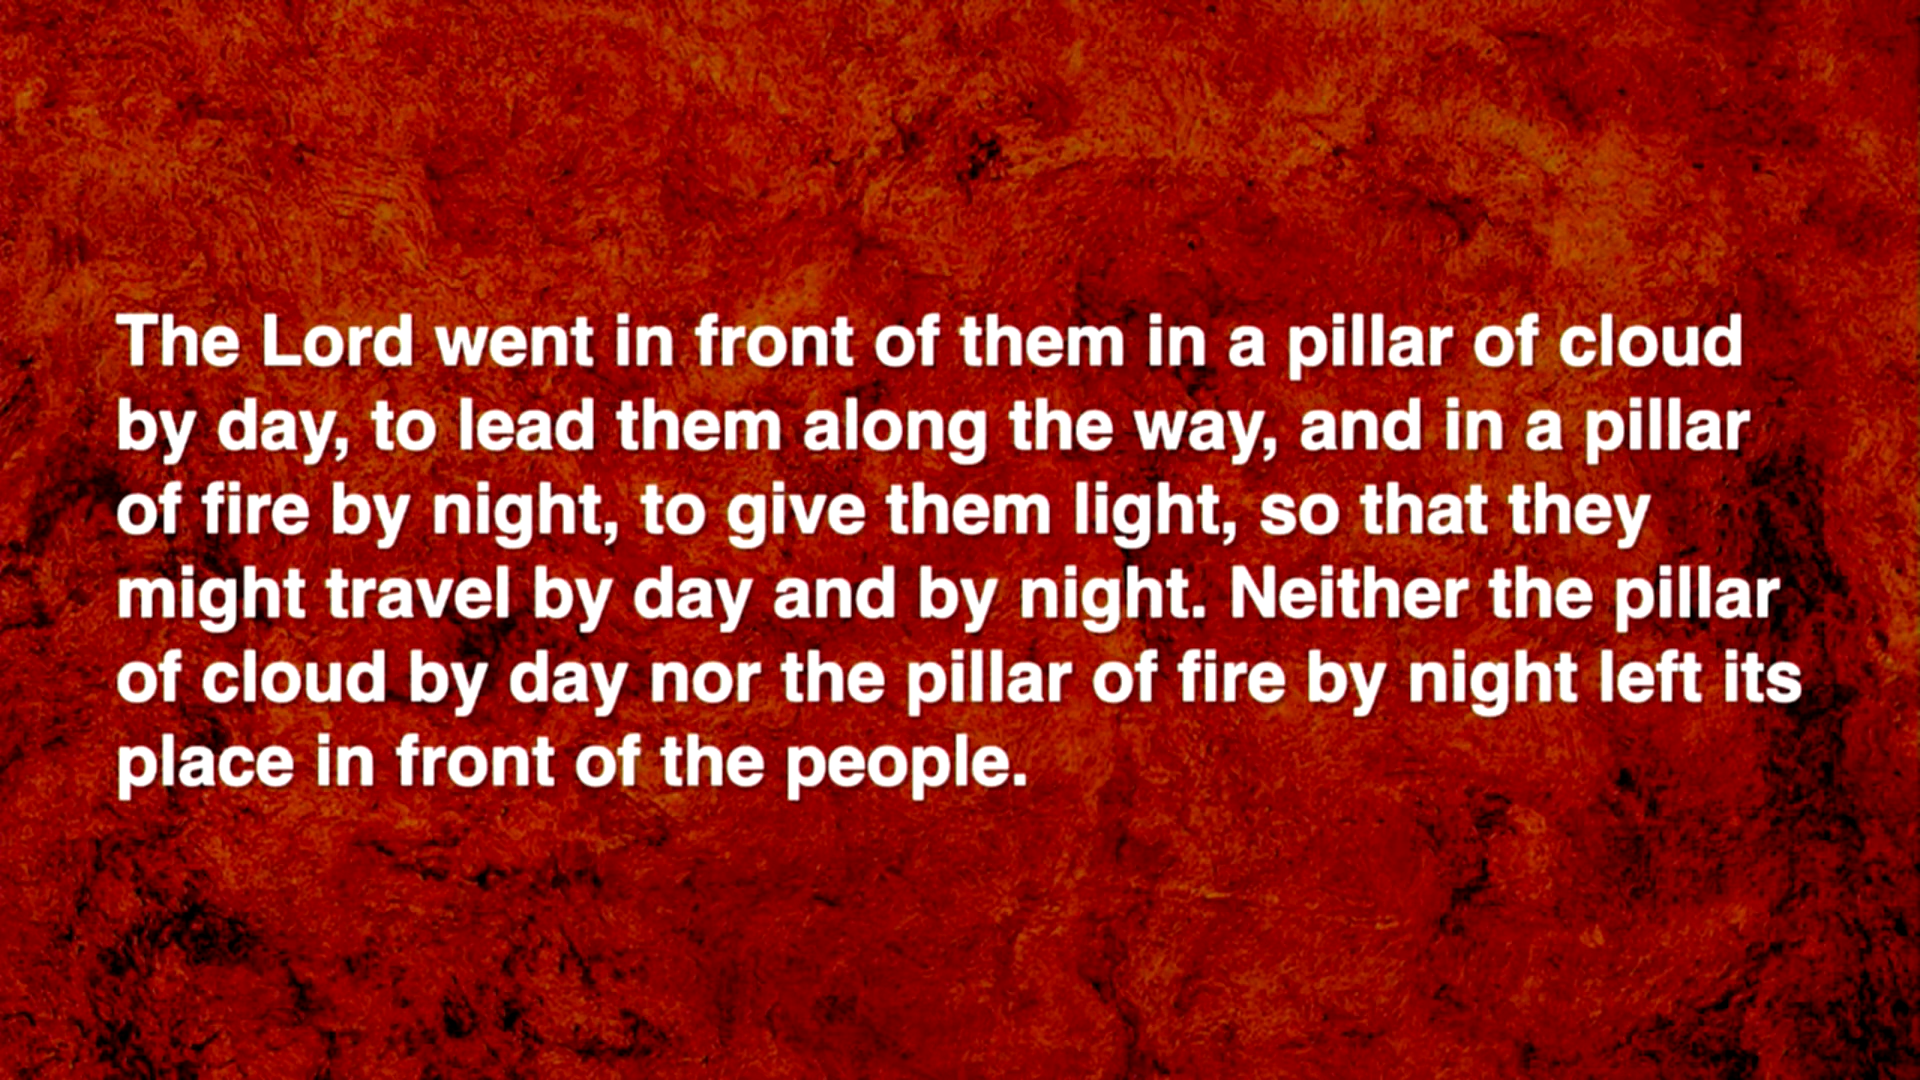 The Lord went in front of them in a pillar of cloud
by day, to lead them along the way, and in a pillar
of fire by night, to give them light, so that they
might travel by day and by night. Neither the pillar
of cloud by day nor the pillar of fire by night left its
place in front of the people.